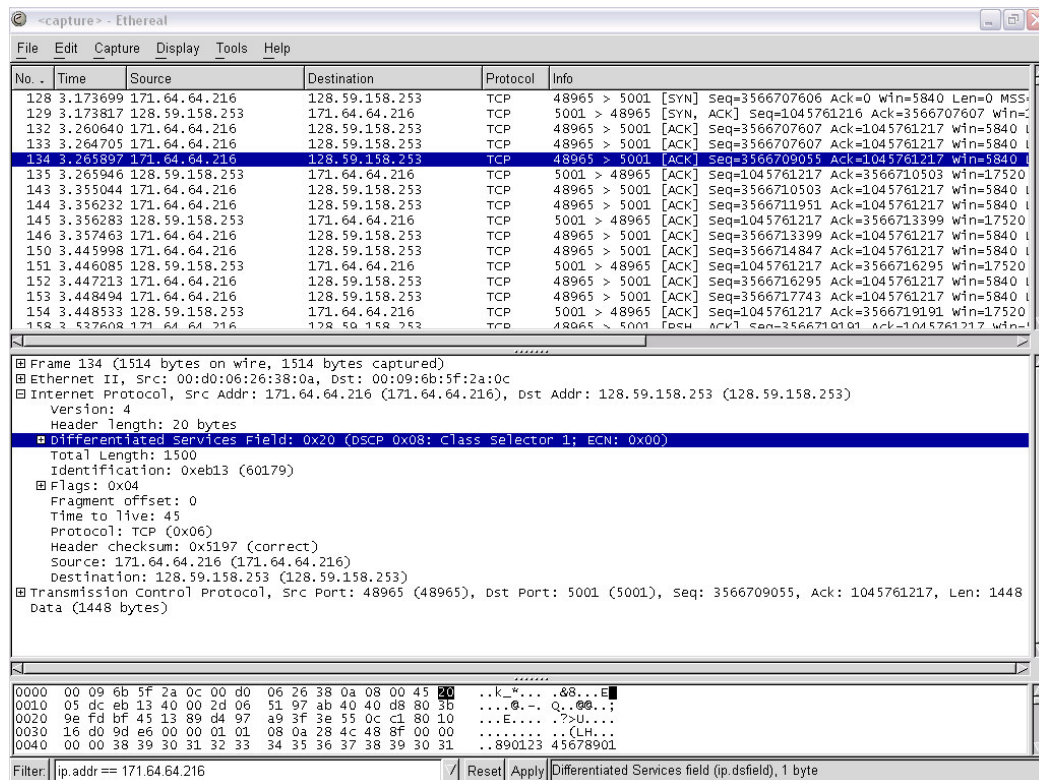 <capture> - Ethereal
File Edit Capture Display Tools Help
No. . Time Source Destination Protocol Info
128 3.173699 171.64.64.216 128.59.158.253 TCP 48965 > 5001 [SYN] Seq=3566707606 Ack=0 Win=5840 Len=0 MSS=
129 3.173817 128.59.158.253 171.64.64.216 TCP 5001 > 48965 [SYN, ACK] Seq=1045761216 Ack=3566707607 Win=
132 3.260640 171.64.64.216 128.59.158.253 TCP 48965 > 5001 [ACK] Seq=3566707607 Ack=1045761217 Win=5840
133 3.264705 171.64.64.216 128.59.158.253 TCP 48965 > 5001 [ACK] Seq=3566707607 Ack=1045761217 Win=5840
134 3.265897 171.64.64.216 128.59.158.253 TCP 48965 > 5001 [ACK] Seq=3566709055 Ack=1045761217 Win=5840
135 3.265946 128.59.158.253 171.64.64.216 TCP 5001 > 48965 [ACK] Seq=1045761217 Ack=3566710503 Win=17520
143 3.355044 171.64.64.216 128.59.158.253 TCP 48965 > 5001 [ACK] Seq=3566710503 Ack=1045761217 Win=5840
144 3.356232 171.64.64.216 128.59.158.253 TCP 48965 > 5001 [ACK] Seq=3566711951 Ack=1045761217 Win=5840
145 3.356283 128.59.158.253 171.64.64.216 TCP 5001 > 48965 [ACK] Seq=1045761217 Ack=3566713399 Win=17520
146 3.357463 171.64.64.216 128.59.158.253 TCP 48965 > 5001 [ACK] Seq=3566713399 Ack=1045761217 Win=5840
150 3.445998 171.64.64.216 128.59.158.253 TCP 48965 > 5001 [ACK] Seq=3566714847 Ack=1045761217 Win=5840
151 3.446085 128.59.158.253 171.64.64.216 TCP 5001 > 48965 [ACK] Seq=1045761217 Ack=3566716295 Win=17520
152 3.447213 171.64.64.216 128.59.158.253 TCP 48965 > 5001 [ACK] Seq=3566716295 Ack=1045761217 Win=5840
153 3.448494 171.64.64.216 128.59.158.253 TCP 48965 > 5001 [ACK] Seq=3566717743 Ack=1045761217 Win=5840
154 3.448533 128.59.158.253 171.64.64.216 TCP 5001 > 48965 [ACK] Seq=1045761217 Ack=3566719191 Win=17520
158 3.537608 171.64.64.216 128.59.158.253 TCP 48965 > 5001 [PSH, ACK] Seq=3566719191 Ack=1045761217 Win=
Frame 134 (1514 bytes on wire, 1514 bytes captured)
Ethernet II, Src: 00:d0:06:26:38:0a, Dst: 00:09:6b:5f:2a:0c
Internet Protocol, Src Addr: 171.64.64.216 (171.64.64.216), Dst Addr: 128.59.158.253 (128.59.158.253)
Version: 4
Header length: 20 bytes
Differentiated Services Field: 0x20 (DSCP 0x08: Class Selector 1; ECN: 0x00)
Total Length: 1500
Identification: 0xeb13 (60179)
Flags: 0x04
Fragment offset: 0
Time to live: 45
Protocol: TCP (0x06)
Header checksum: 0x5197 (correct)
Source: 171.64.64.216 (171.64.64.216)
Destination: 128.59.158.253 (128.59.158.253)
Transmission Control Protocol, Src Port: 48965 (48965), Dst Port: 5001 (5001), Seq: 3566709055, Ack: 1045761217, Len: 1448
Data (1448 bytes)
0000 00 09 6b 5f 2a 0c 00 d0 06 26 38 0a 08 00 45 20 ..k_*... .&8...E
0010 05 dc eb 13 40 00 2d 06 51 97 ab 40 40 d8 80 3b ....@.-. Q..@@..;
0020 9e fd bf 45 13 89 d4 97 a9 3f 3e 55 0c c1 80 10 ...E.... .?>U....
0030 16 d0 9d e6 00 00 01 01 08 0a 28 4c 48 8f 00 00 ........ ..(LH...
0040 00 00 38 39 30 31 32 33 34 35 36 37 38 39 30 31 ..890123 45678901
Filter: ip.addr == 171.64.64.216 Reset Apply Differentiated Services field (ip.dsfield), 1 byte